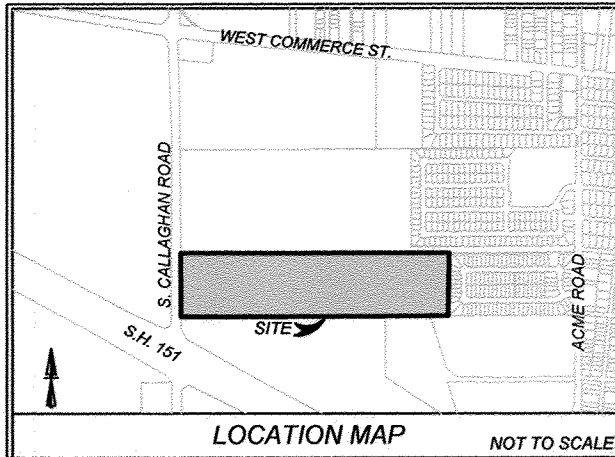 WEST COMMERCE ST.
S. CALLAGHAN ROAD
ACME ROAD
S.H. 151
SITE
LOCATION MAP
NOT TO SCALE